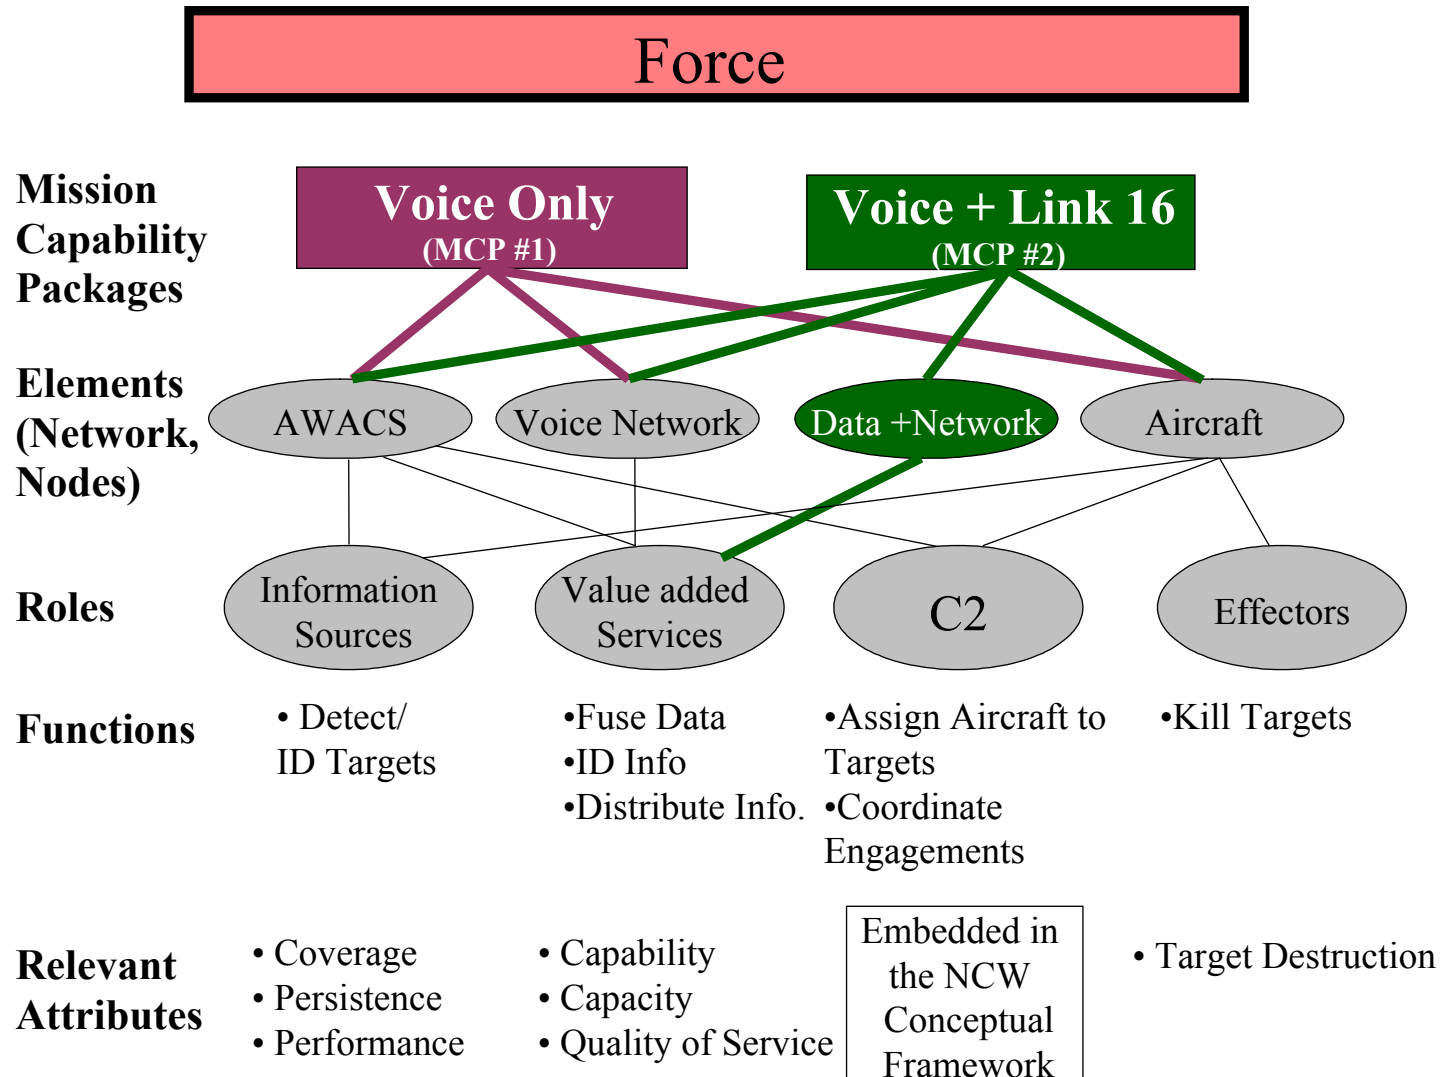 Force
Mission
Capability
Packages
Voice Only
(MCP #1)
Voice + Link 16
(MCP #2)
Elements
(Network,
Nodes)
AWACS
Voice Network
Data +Network
Aircraft
Roles
Information
Sources
Value added
Services
C2
Effectors
Functions
• Detect/
ID Targets
•Fuse Data
•ID Info
•Distribute Info.
•Assign Aircraft to
Targets
•Coordinate
Engagements
•Kill Targets
Relevant
Attributes
• Coverage
• Persistence
• Performance
• Capability
• Capacity
• Quality of Service
Embedded in
the NCW
Conceptual
Framework
• Target Destruction